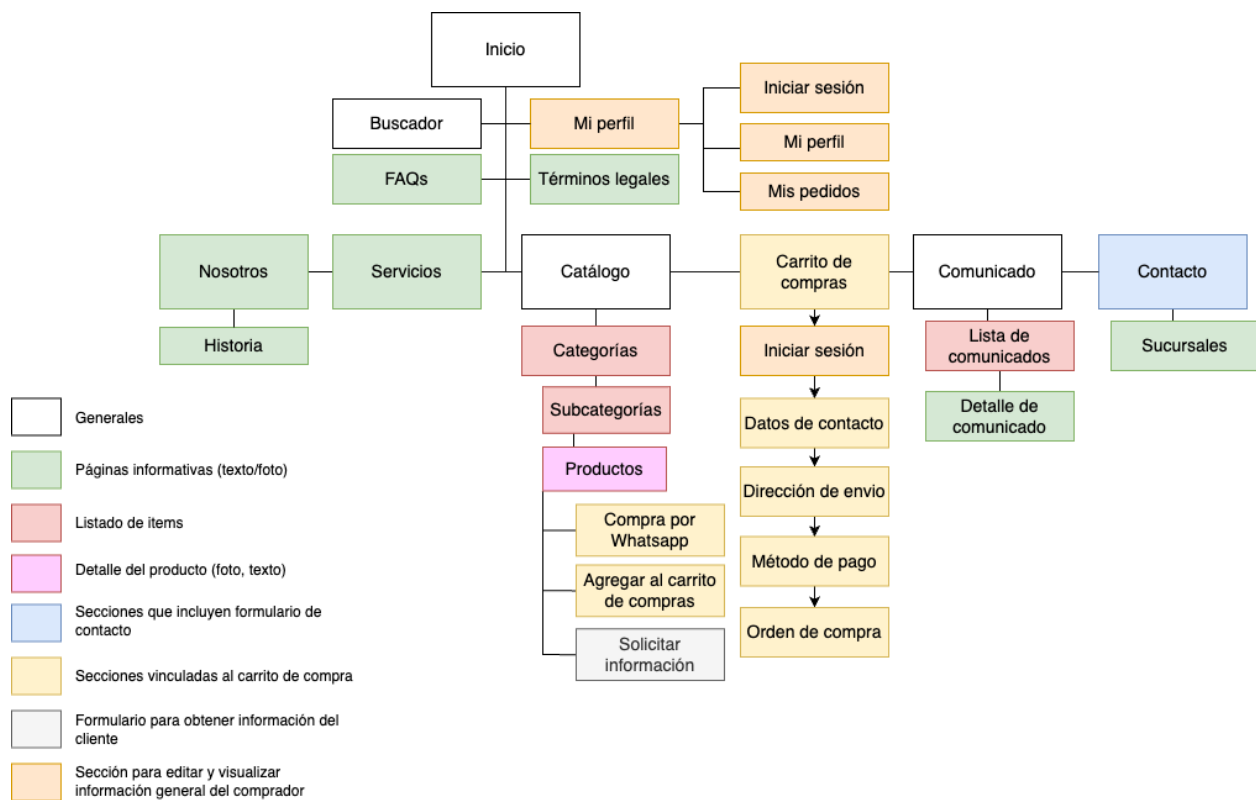 Inicio
Buscador
Mi perfil
Iniciar sesión
Mi perfil
Mis pedidos
FAQs
Términos legales
Nosotros
Servicios
Catálogo
Carrito de
compras
Comunicado
Contacto
Historia
Categorías
Subcategorías
Productos
Compra por
Whatsapp
Agregar al carrito
de compras
Solicitar
información
Iniciar sesión
Datos de contacto
Dirección de envio
Método de pago
Orden de compra
Lista de
comunicados
Detalle de
comunicado
Sucursales
Generales
Páginas informativas (texto/foto)
Listado de items
Detalle del producto (foto, texto)
Secciones que incluyen formulario de
contacto
Secciones vinculadas al carrito de compra
Formulario para obtener información del
cliente
Sección para editar y visualizar
información general del comprador